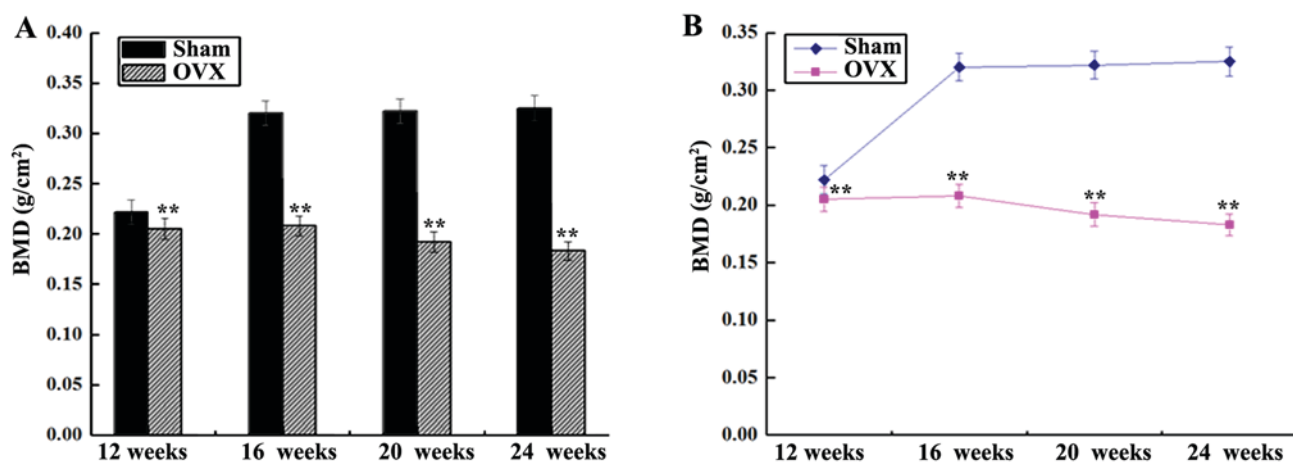 A
Sham
OVX
BMD (g/cm²)
0.40
0.35
0.30
0.25
0.20
0.15
0.10
0.05
0.00
**
**
**
**
12 weeks
16 weeks
20 weeks
24 weeks
B
Sham
OVX
BMD (g/cm²)
0.35
0.30
0.25
0.20
0.15
0.10
0.05
0.00
**
**
**
**
12 weeks
16 weeks
20 weeks
24 weeks